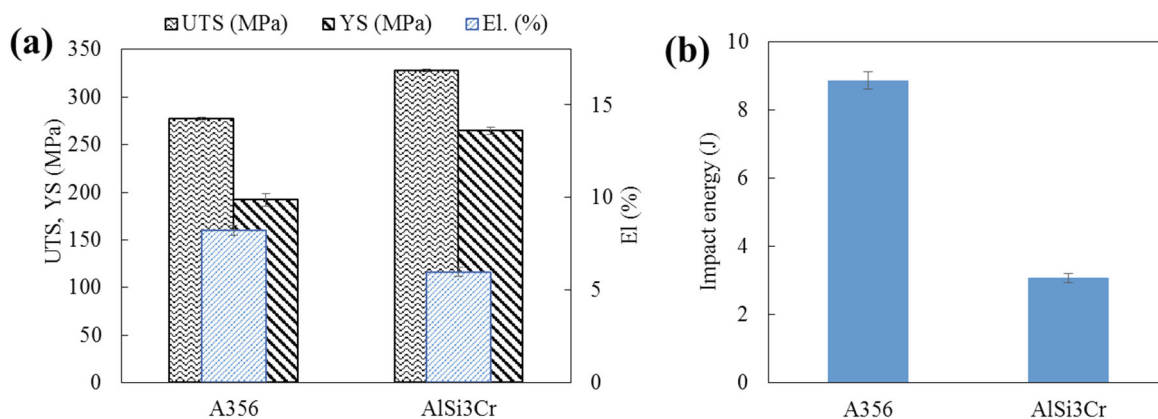 (a)
UTS (MPa) YS (MPa) El. (%)
350
300
250
200
150
100
50
0
UTS, YS (MPa)
15
10
5
0
El (%)
A356 AlSi3Cr
(b)
10
8
6
4
2
0
Impact energy (J)
A356 AlSi3Cr